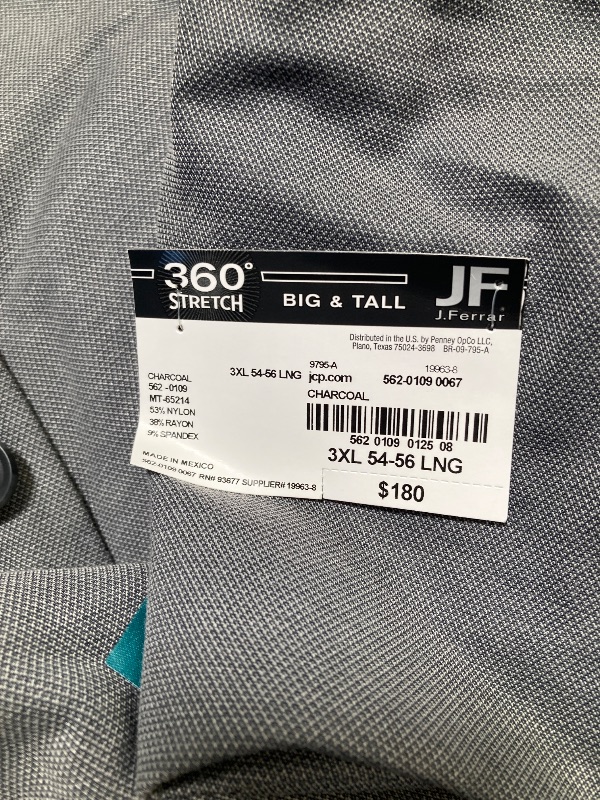 360° STRETCH
BIG & TALL
JF
J.Ferrar
Distributed in the U.S. by Penney OpCo LLC,
Plano, Texas 75024-3698 BR-09-795-A
CHARCOAL
562 -0109
MT-65214
53% NYLON
38% RAYON
9% SPANDEX
MADE IN MEXICO
562-0109 0067 RN# 93677 SUPPLIER# 19963-8
3XL 54-56 LNG
9795-A 19963-8
jcp.com 562-0109 0067
CHARCOAL
562 0109 0125 08
3XL 54-56 LNG
$180